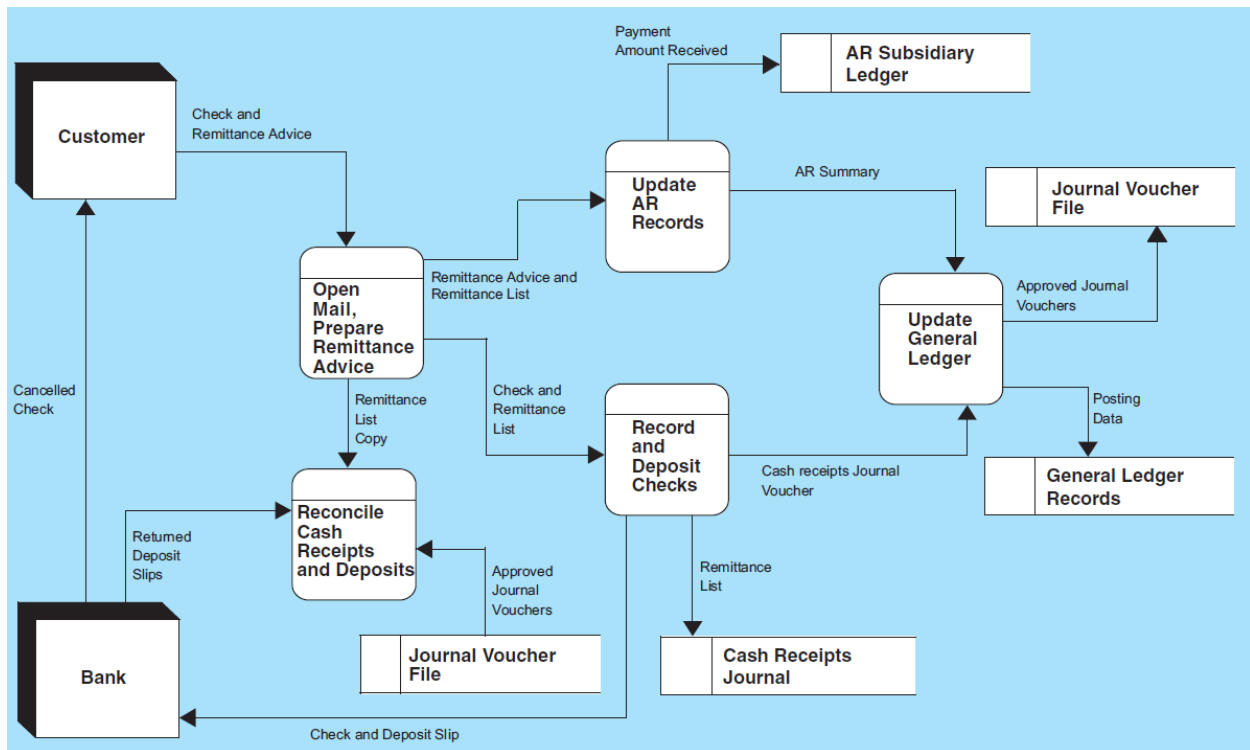 Payment
Amount Received
AR Subsidiary
Ledger
Customer
Check and
Remittance Advice
Update
AR
Records
AR Summary
Journal Voucher
File
Open
Mail,
Prepare
Remittance
Advice
Remittance Advice and
Remittance List
Update
General
Ledger
Approved Journal
Vouchers
Cancelled
Check
Remittance
List
Copy
Check and
Remittance
List
Record
and
Deposit
Checks
Posting
Data
Cash receipts Journal
Voucher
General Ledger
Records
Reconcile
Cash
Receipts
and Deposits
Returned
Deposit
Slips
Approved
Journal
Vouchers
Remittance
List
Bank
Journal Voucher
File
Cash Receipts
Journal
Check and Deposit Slip